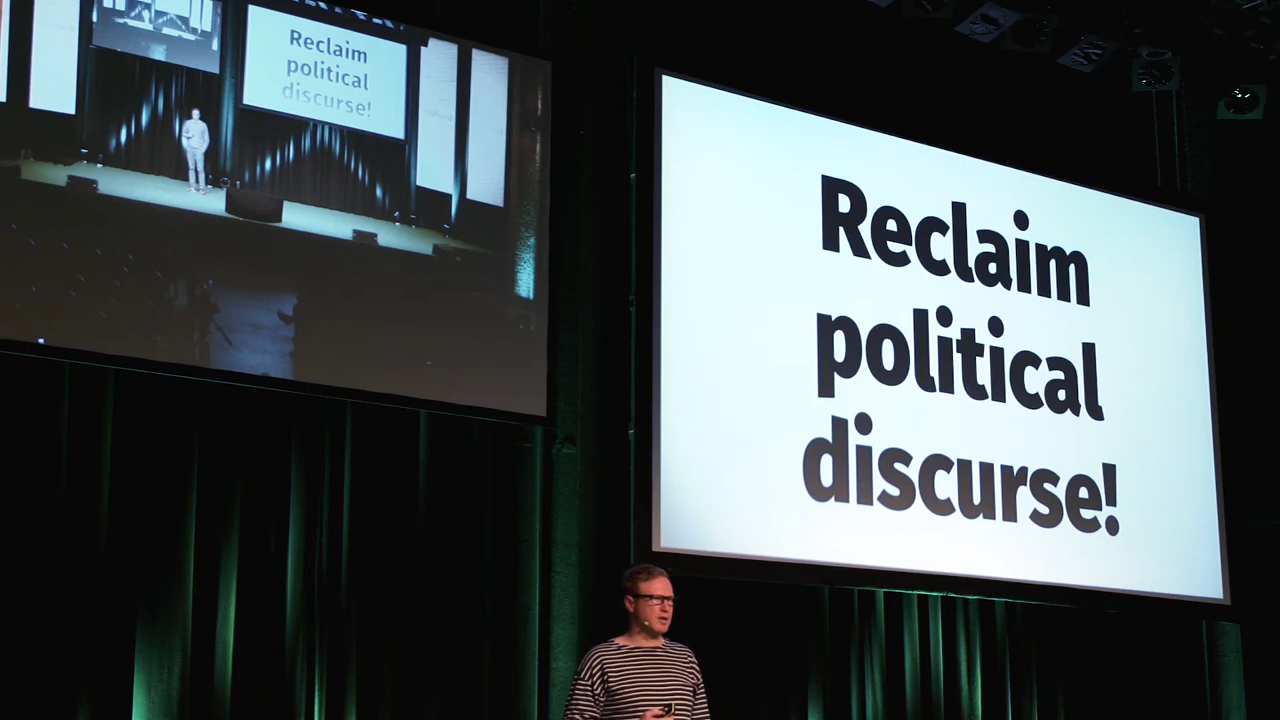 Reclaim
political
discurse!
Reclaim
political
discurse!